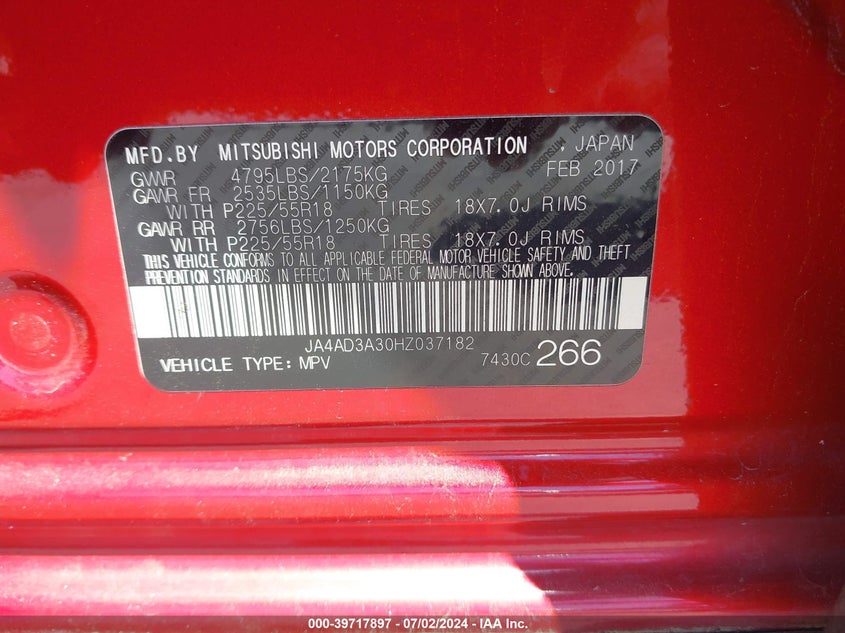 MFD.BY MITSUBISHI MOTORS CORPORATION , JAPAN
GVWR 4795LBS/2175KG FEB 2017
GAWR FR 2535LBS/1150KG
WITH P225/55R18 TIRES 18X7.0J RIMS
GAWR RR 2756LBS/1250KG
WITH P225/55R18 TIRES 18X7.0J RIMS
THIS VEHICLE CONFORMS TO ALL APPLICABLE FEDERAL MOTOR VEHICLE SAFETY AND THEFT
PREVENTION STANDARDS IN EFFECT ON THE DATE OF MANUFACTURE SHOWN ABOVE.
JA4AD3A30HZ037182
VEHICLE TYPE:MPV 7430C 266
000-39717897 - 07/02/2024 - IAA Inc.